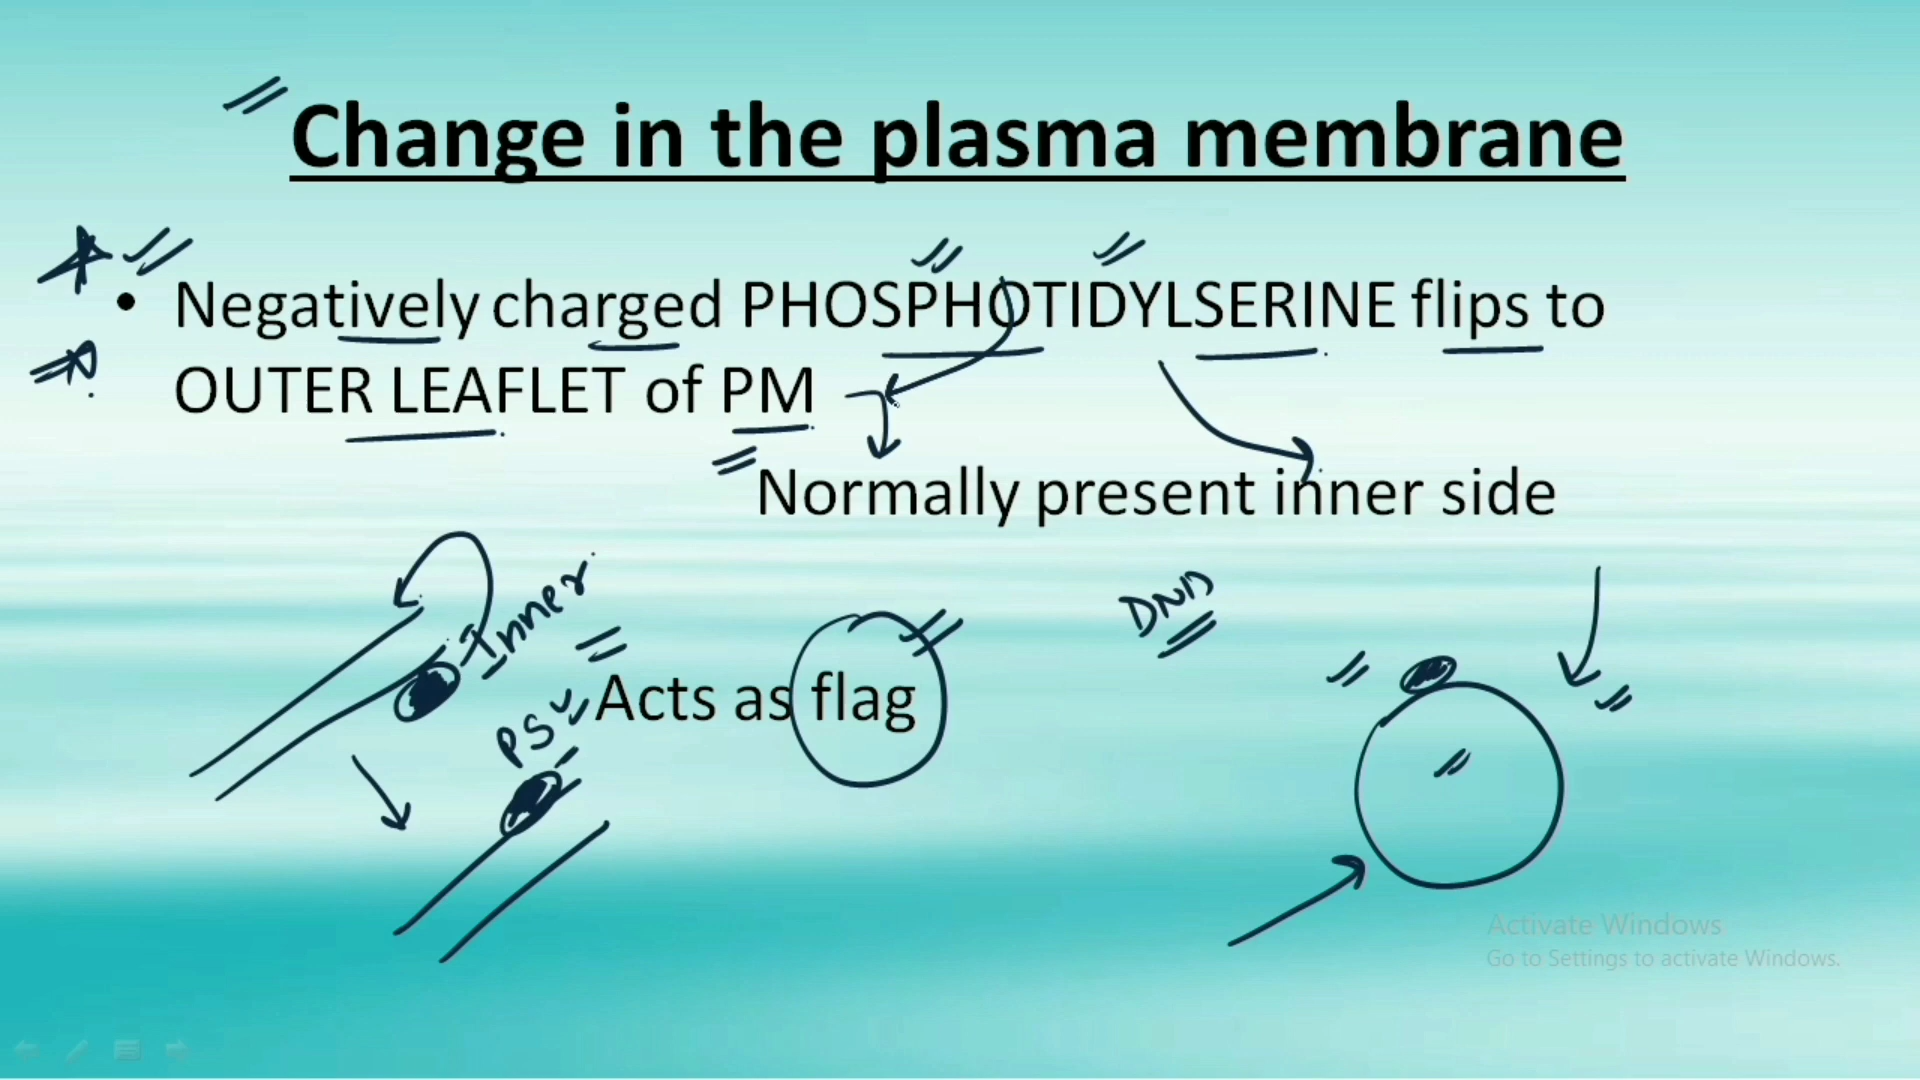 Change in the plasma membrane
• Negatively charged PHOSPHOTIDYLSERINE flips to
OUTER LEAFLET of PM
Normally present inner side
Inner
Acts as flag
PS
Activate Windows
Go to Settings to activate Windows.